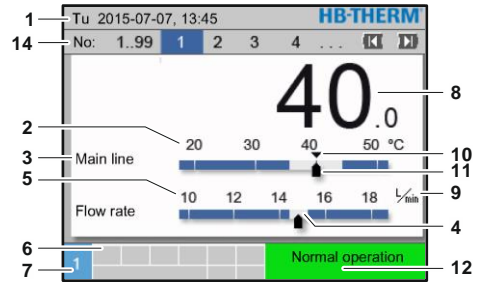 1 Tu 2015-07-07, 13:45 HB-THERM
14 No: 1..99 1 2 3 4 ...
40.0 8
2 20 30 40 50 °C 10
3 Main line 11
5 10 12 14 16 18 L/min 9
Flow rate 4
6 Normal operation
7 1 12